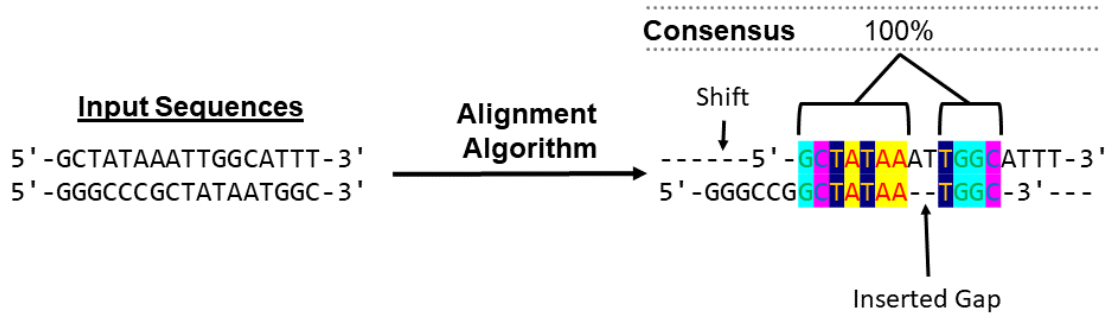 Consensus 100%
Input Sequences
Shift
Alignment
Algorithm
5'-GCTATAAATTGGCATTT-3'
5'-GGGCCCGCTATAATGGC-3'
------5'-GCTATAAATTGGCATTT-3'
5'-GGGCCGGCTATAA--TGGC-3'---
Inserted Gap